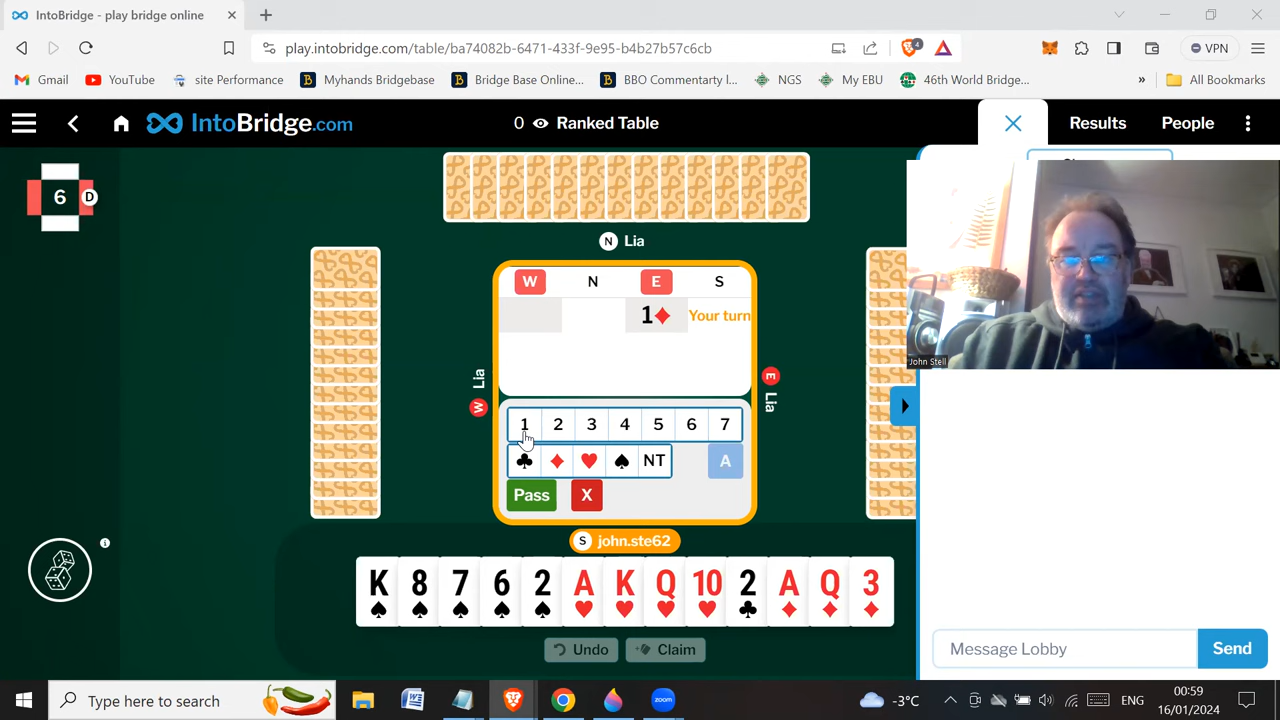 IntoBridge - play bridge online
play.intobridge.com/table/ba74082b-6471-433f-9e95-b4b27b57c6cb
4
VPN
Gmail
YouTube
site Performance
Myhands Bridgebase
Bridge Base Online...
BBO Commentary I...
NGS
My EBU
46th World Bridge...
»
All Bookmarks
IntoBridge.com
0 Ranked Table
Results
People
6 D
N Lia
W N E S
1♦ Your turn
W Lia
E Lia
1 2 3 4 5 6 7
♣ ♦ ♥ ♠ NT A
Pass X
S john.ste62
K♠ 8♠ 7♠ 6♠ 2♠ A♥ K♥ Q♥ 10♥ 2♣ A♦ Q♦ 3♦
Undo Claim
John Stell
Message Lobby
Send
Type here to search
zoom
-3°C
ENG
00:59
16/01/2024